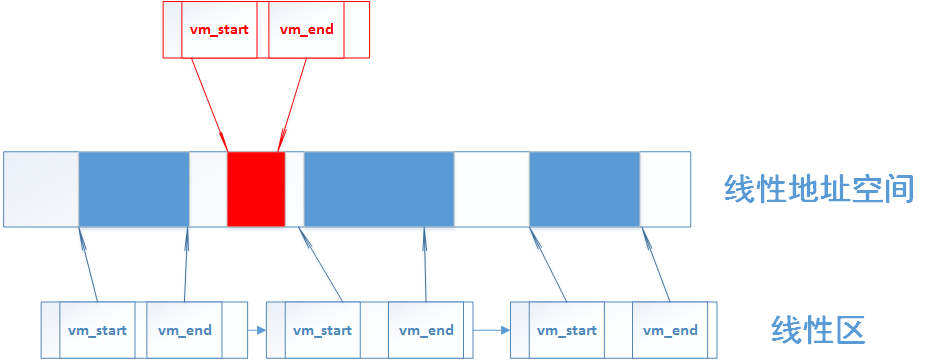 vm_start vm_end
线性地址空间
vm_start vm_end vm_start vm_end vm_start vm_end
线性区